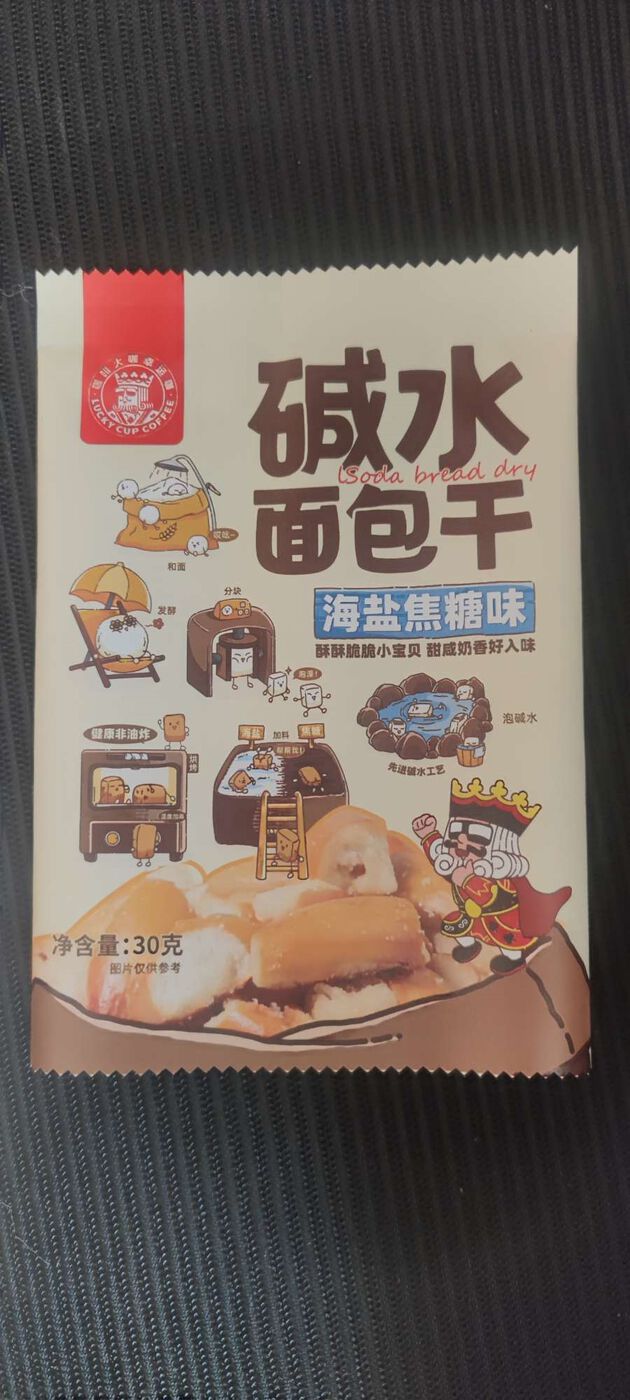 LUCKY CUP COFFEE
碱水
Soda bread dry
面包干
海盐焦糖味
酥酥脆脆小宝贝 甜咸奶香好入味
哎哟~
和面
发酵
分块
泡澡!
泡碱水
先进碱水工艺
健康非油炸
烘烤
海盐
加料
焦糖
净含量:30克
图片仅供参考